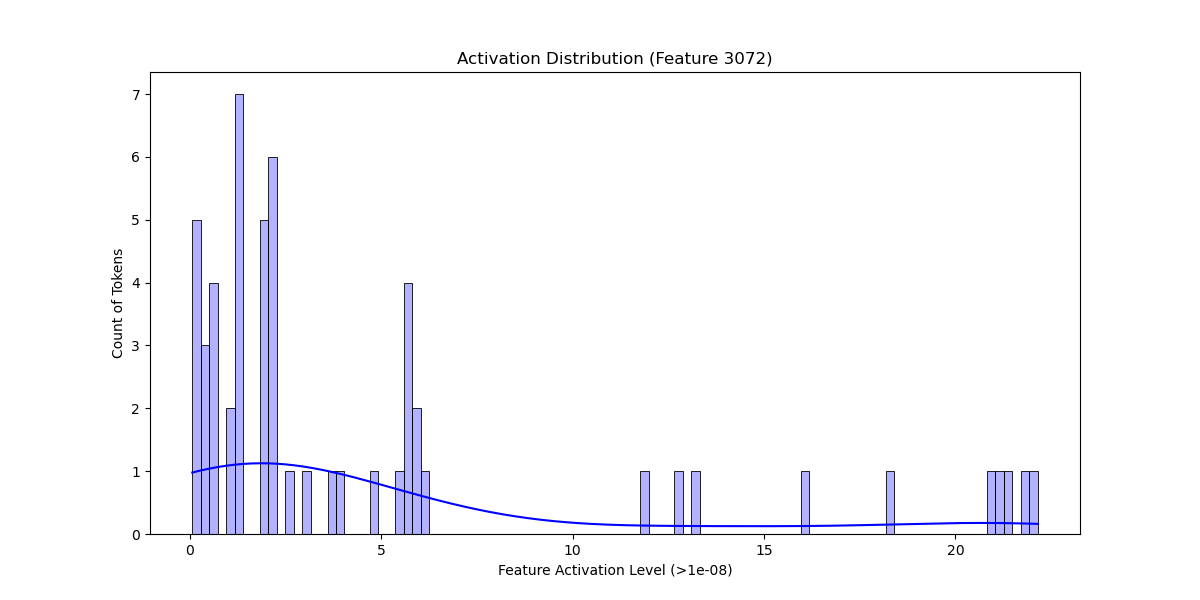 Activation Distribution (Feature 3072)
Count of Tokens
7
6
5
4
3
2
1
0
0 5 10 15 20
Feature Activation Level (>1e-08)